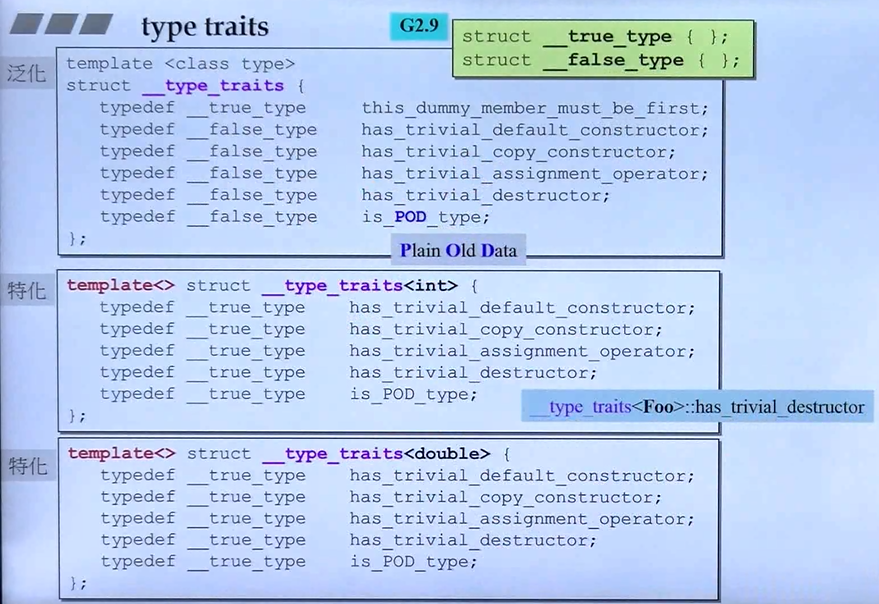 type traits
G2.9
struct __true_type { };
struct __false_type { };
泛化
template <class type>
struct __type_traits {
typedef __true_type this_dummy_member_must_be_first;
typedef __false_type has_trivial_default_constructor;
typedef __false_type has_trivial_copy_constructor;
typedef __false_type has_trivial_assignment_operator;
typedef __false_type has_trivial_destructor;
typedef __false_type is_POD_type;
};
Plain Old Data
特化
template<> struct __type_traits<int> {
typedef __true_type has_trivial_default_constructor;
typedef __true_type has_trivial_copy_constructor;
typedef __true_type has_trivial_assignment_operator;
typedef __true_type has_trivial_destructor;
typedef __true_type is_POD_type;
};
__type_traits<Foo>::has_trivial_destructor
特化
template<> struct __type_traits<double> {
typedef __true_type has_trivial_default_constructor;
typedef __true_type has_trivial_copy_constructor;
typedef __true_type has_trivial_assignment_operator;
typedef __true_type has_trivial_destructor;
typedef __true_type is_POD_type;
};